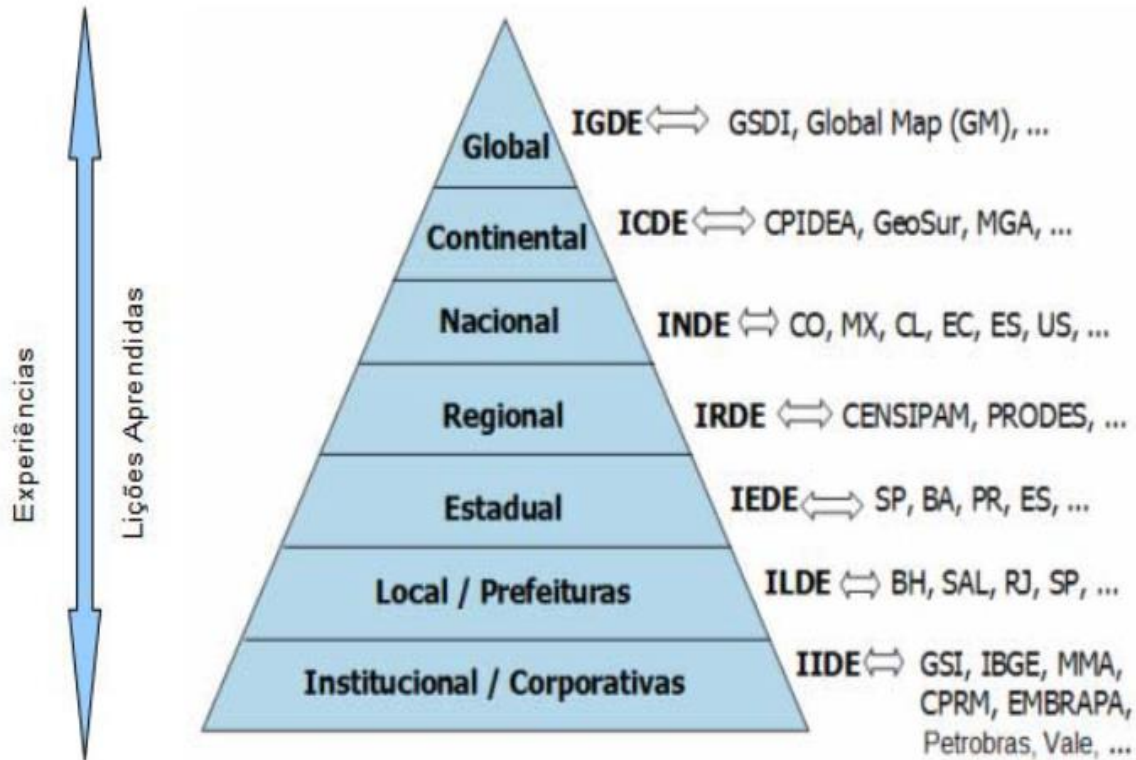 Experiências
Lições Aprendidas
Global
IGDE GSDI, Global Map (GM), ...
Continental
ICDE CPIDEA, GeoSur, MGA, ...
Nacional
INDE CO, MX, CL, EC, ES, US, ...
Regional
IRDE CENSIPAM, PRODES, ...
Estadual
IEDE SP, BA, PR, ES, ...
Local / Prefeituras
ILDE BH, SAL, RJ, SP, ...
Institucional / Corporativas
IIDE GSI, IBGE, MMA,
CPRM, EMBRAPA,
Petrobras, Vale, ...